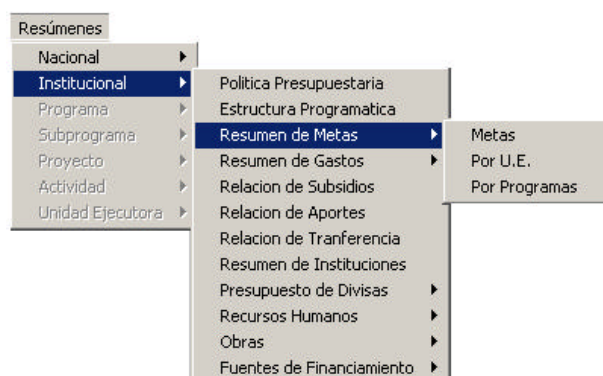 Resúmenes
Nacional
Institucional
Programa
Subprograma
Proyecto
Actividad
Unidad Ejecutora
Politica Presupuestaria
Estructura Programatica
Resumen de Metas
Resumen de Gastos
Relacion de Subsidios
Relacion de Aportes
Relacion de Tranferencia
Resumen de Instituciones
Presupuesto de Divisas
Recursos Humanos
Obras
Fuentes de Financiamiento
Metas
Por U.E.
Por Programas